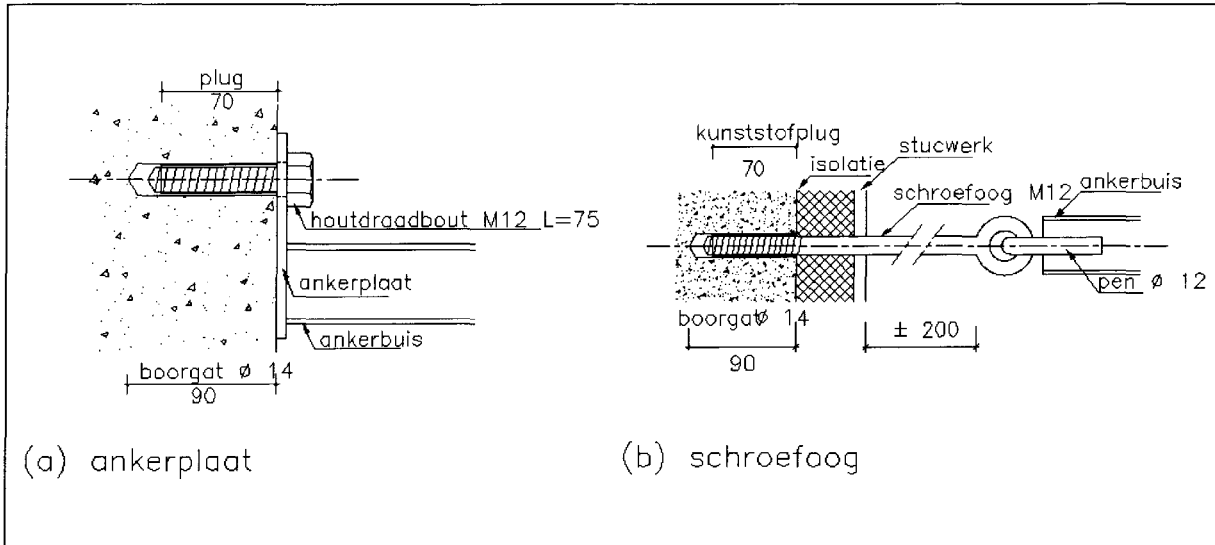 plug
70
houtdraadbout M12 L=75
ankerplaat
ankerbuis
boorgat ø 14
90
(a) ankerplaat
kunststofplug
70
isolatie
stucwerk
schroefoog M12
ankerbuis
pen ø 12
boorgatø 14
90
± 200
(b) schroefoog